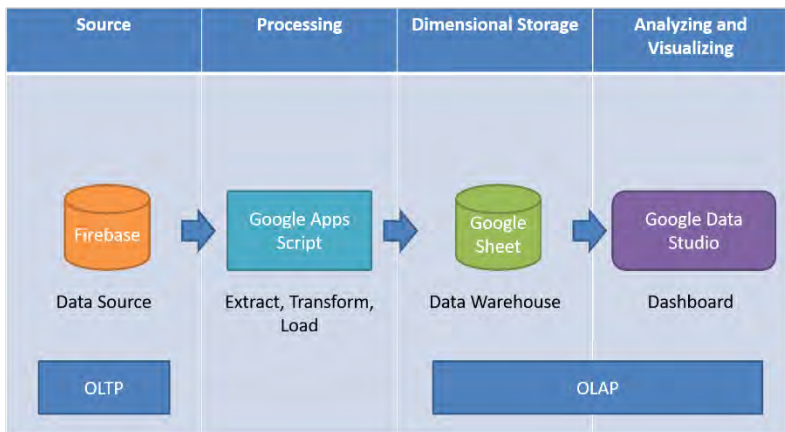 Source
Processing
Dimensional Storage
Analyzing and
Visualizing
Firebase
Google Apps
Script
Google
Sheet
Google Data
Studio
Data Source
Extract, Transform,
Load
Data Warehouse
Dashboard
OLTP
OLAP